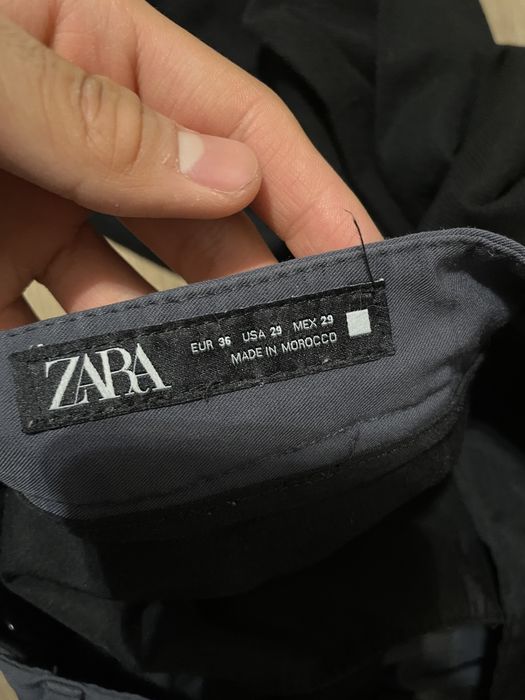 ZARA
EUR 36 USA 29 MEX 29
MADE IN MOROCCO